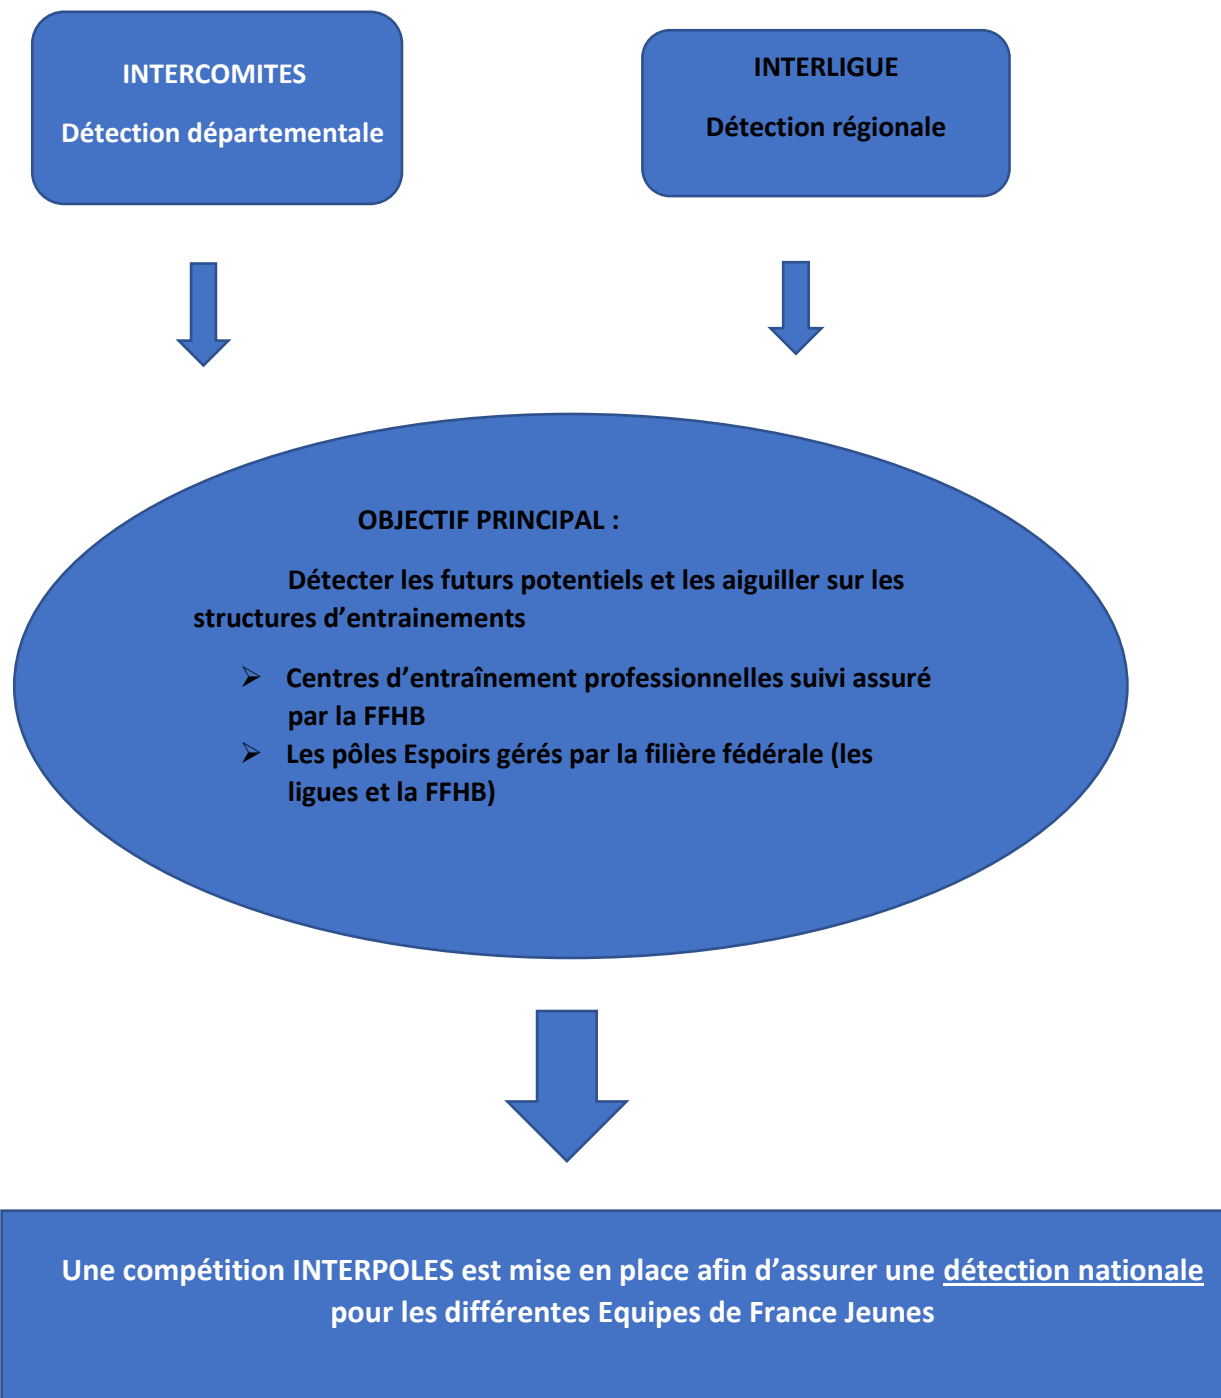 INTERCOMITES
Détection départementale
INTERLIGUE
Détection régionale
OBJECTIF PRINCIPAL :
Détecter les futurs potentiels et les aiguiller sur les
structures d’entrainements
➢ Centres d’entraînement professionnelles suivi assuré
par la FFHB
➢ Les pôles Espoirs gérés par la filière fédérale (les
ligues et la FFHB)
Une compétition INTERPOLES est mise en place afin d’assurer une détection nationale
pour les différentes Equipes de France Jeunes